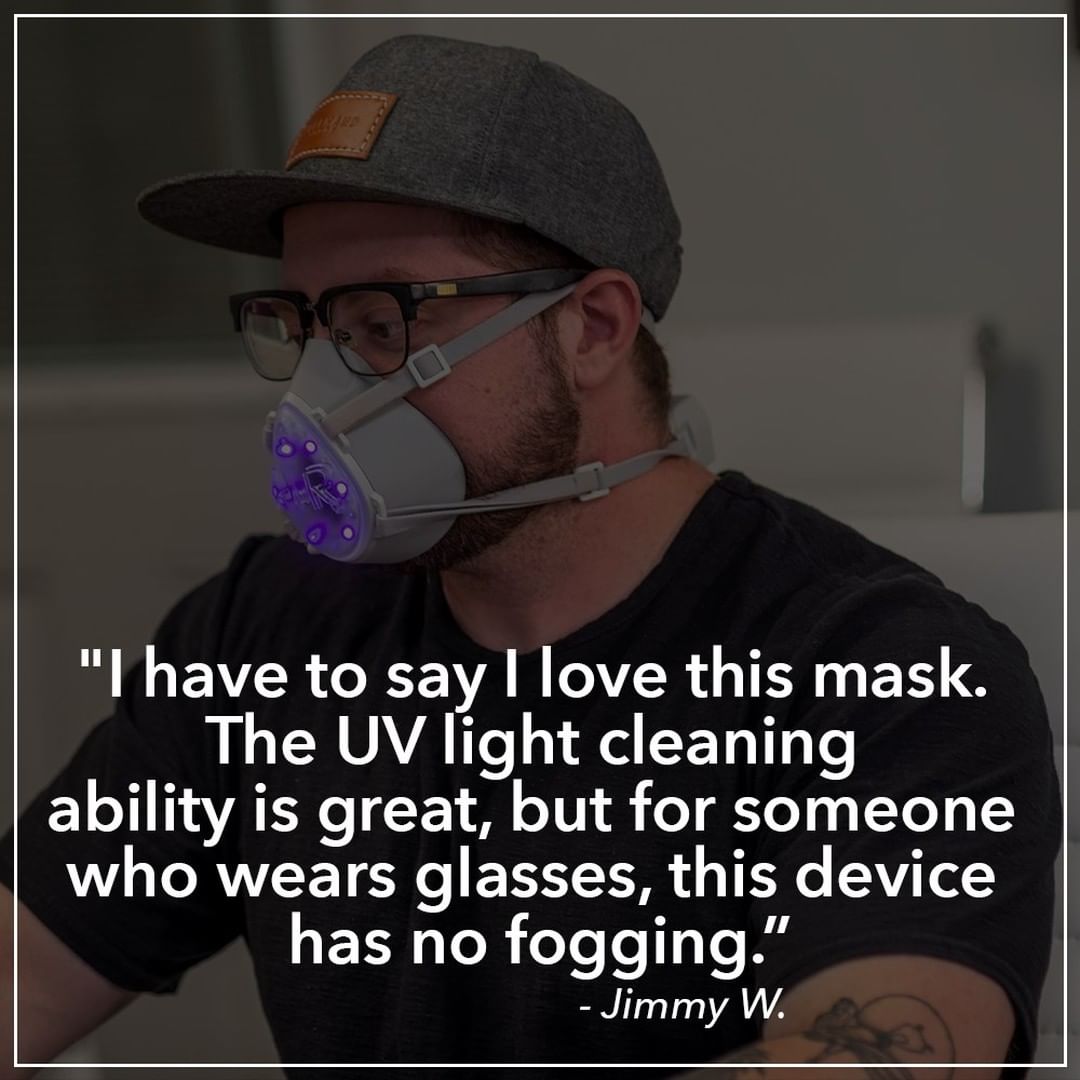 "I have to say I love this mask.
The UV light cleaning
ability is great, but for someone
who wears glasses, this device
has no fogging.”
- Jimmy W.